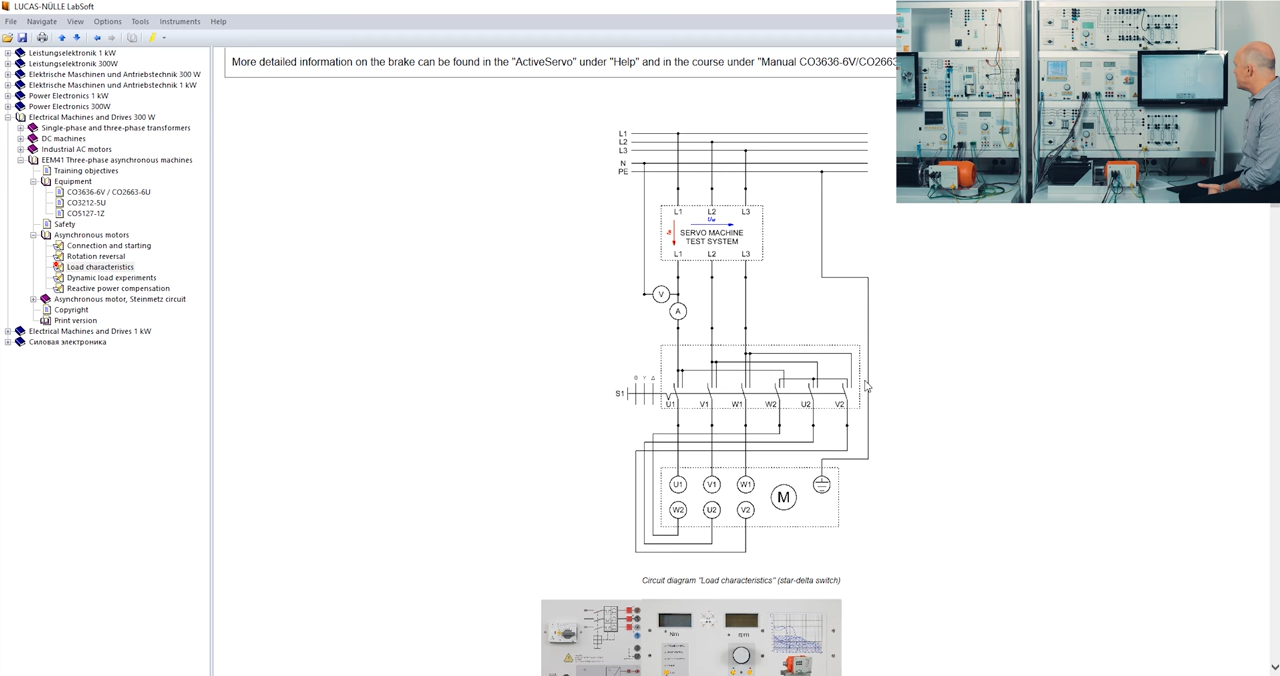 LUCAS-NÜLLE LabSoft
File Navigate View Options Tools Instruments Help
Leistungselektronik 1 kW
Leistungselektronik 300W
Elektrische Maschinen und Antriebstechnik 300 W
Elektrische Maschinen und Antriebstechnik 1 kW
Power Electronics 1 kW
Power Electronics 300W
Electrical Machines and Drives 300 W
Single-phase and three-phase transformers
DC machines
Industrial AC motors
EEM41 Three-phase asynchronous machines
Training objectives
Equipment
CO3636-6V / CO2663-6U
CO3212-5U
CO5127-1Z
Safety
Asynchronous motors
Connection and starting
Rotation reversal
Load characteristics
Dynamic load experiments
Reactive power compensation
Asynchronous motor, Steinmetz circuit
Copyright
Print version
Electrical Machines and Drives 1 kW
Силовая электроника
More detailed information on the brake can be found in the "ActiveServo" under "Help" and in the course under "Manual CO3636-6V/CO2663
L1
L2
L3
N
PE
L1 L2 L3
SERVO MACHINE
TEST SYSTEM
L1 L2 L3
V
A
0 Y Δ
S1
U1 V1 W1 W2 U2 V2
U1 V1 W1
M
W2 U2 V2
Circuit diagram "Load characteristics" (star-delta switch)
Nm rpm